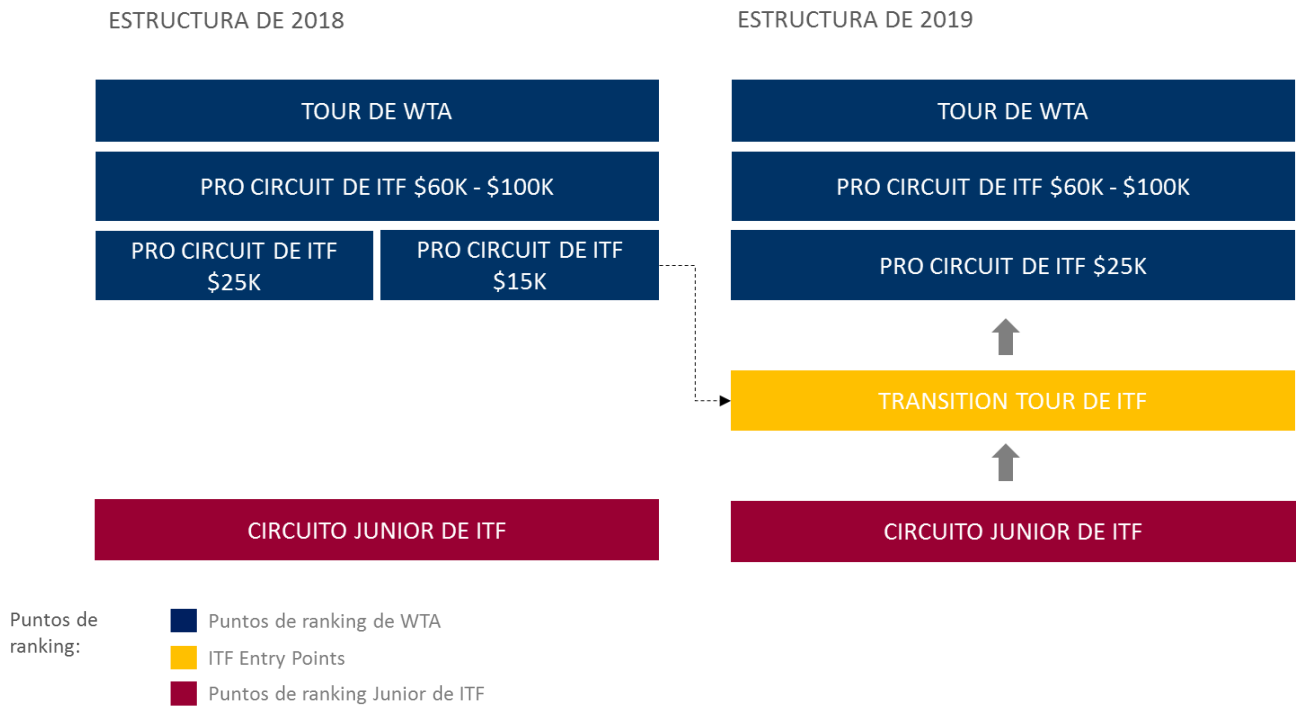 ESTRUCTURA DE 2018
TOUR DE WTA
PRO CIRCUIT DE ITF $60K - $100K
PRO CIRCUIT DE ITF
$25K
PRO CIRCUIT DE ITF
$15K
CIRCUITO JUNIOR DE ITF
ESTRUCTURA DE 2019
TOUR DE WTA
PRO CIRCUIT DE ITF $60K - $100K
PRO CIRCUIT DE ITF $25K
TRANSITION TOUR DE ITF
CIRCUITO JUNIOR DE ITF
Puntos de
ranking:
Puntos de ranking de WTA
ITF Entry Points
Puntos de ranking Junior de ITF